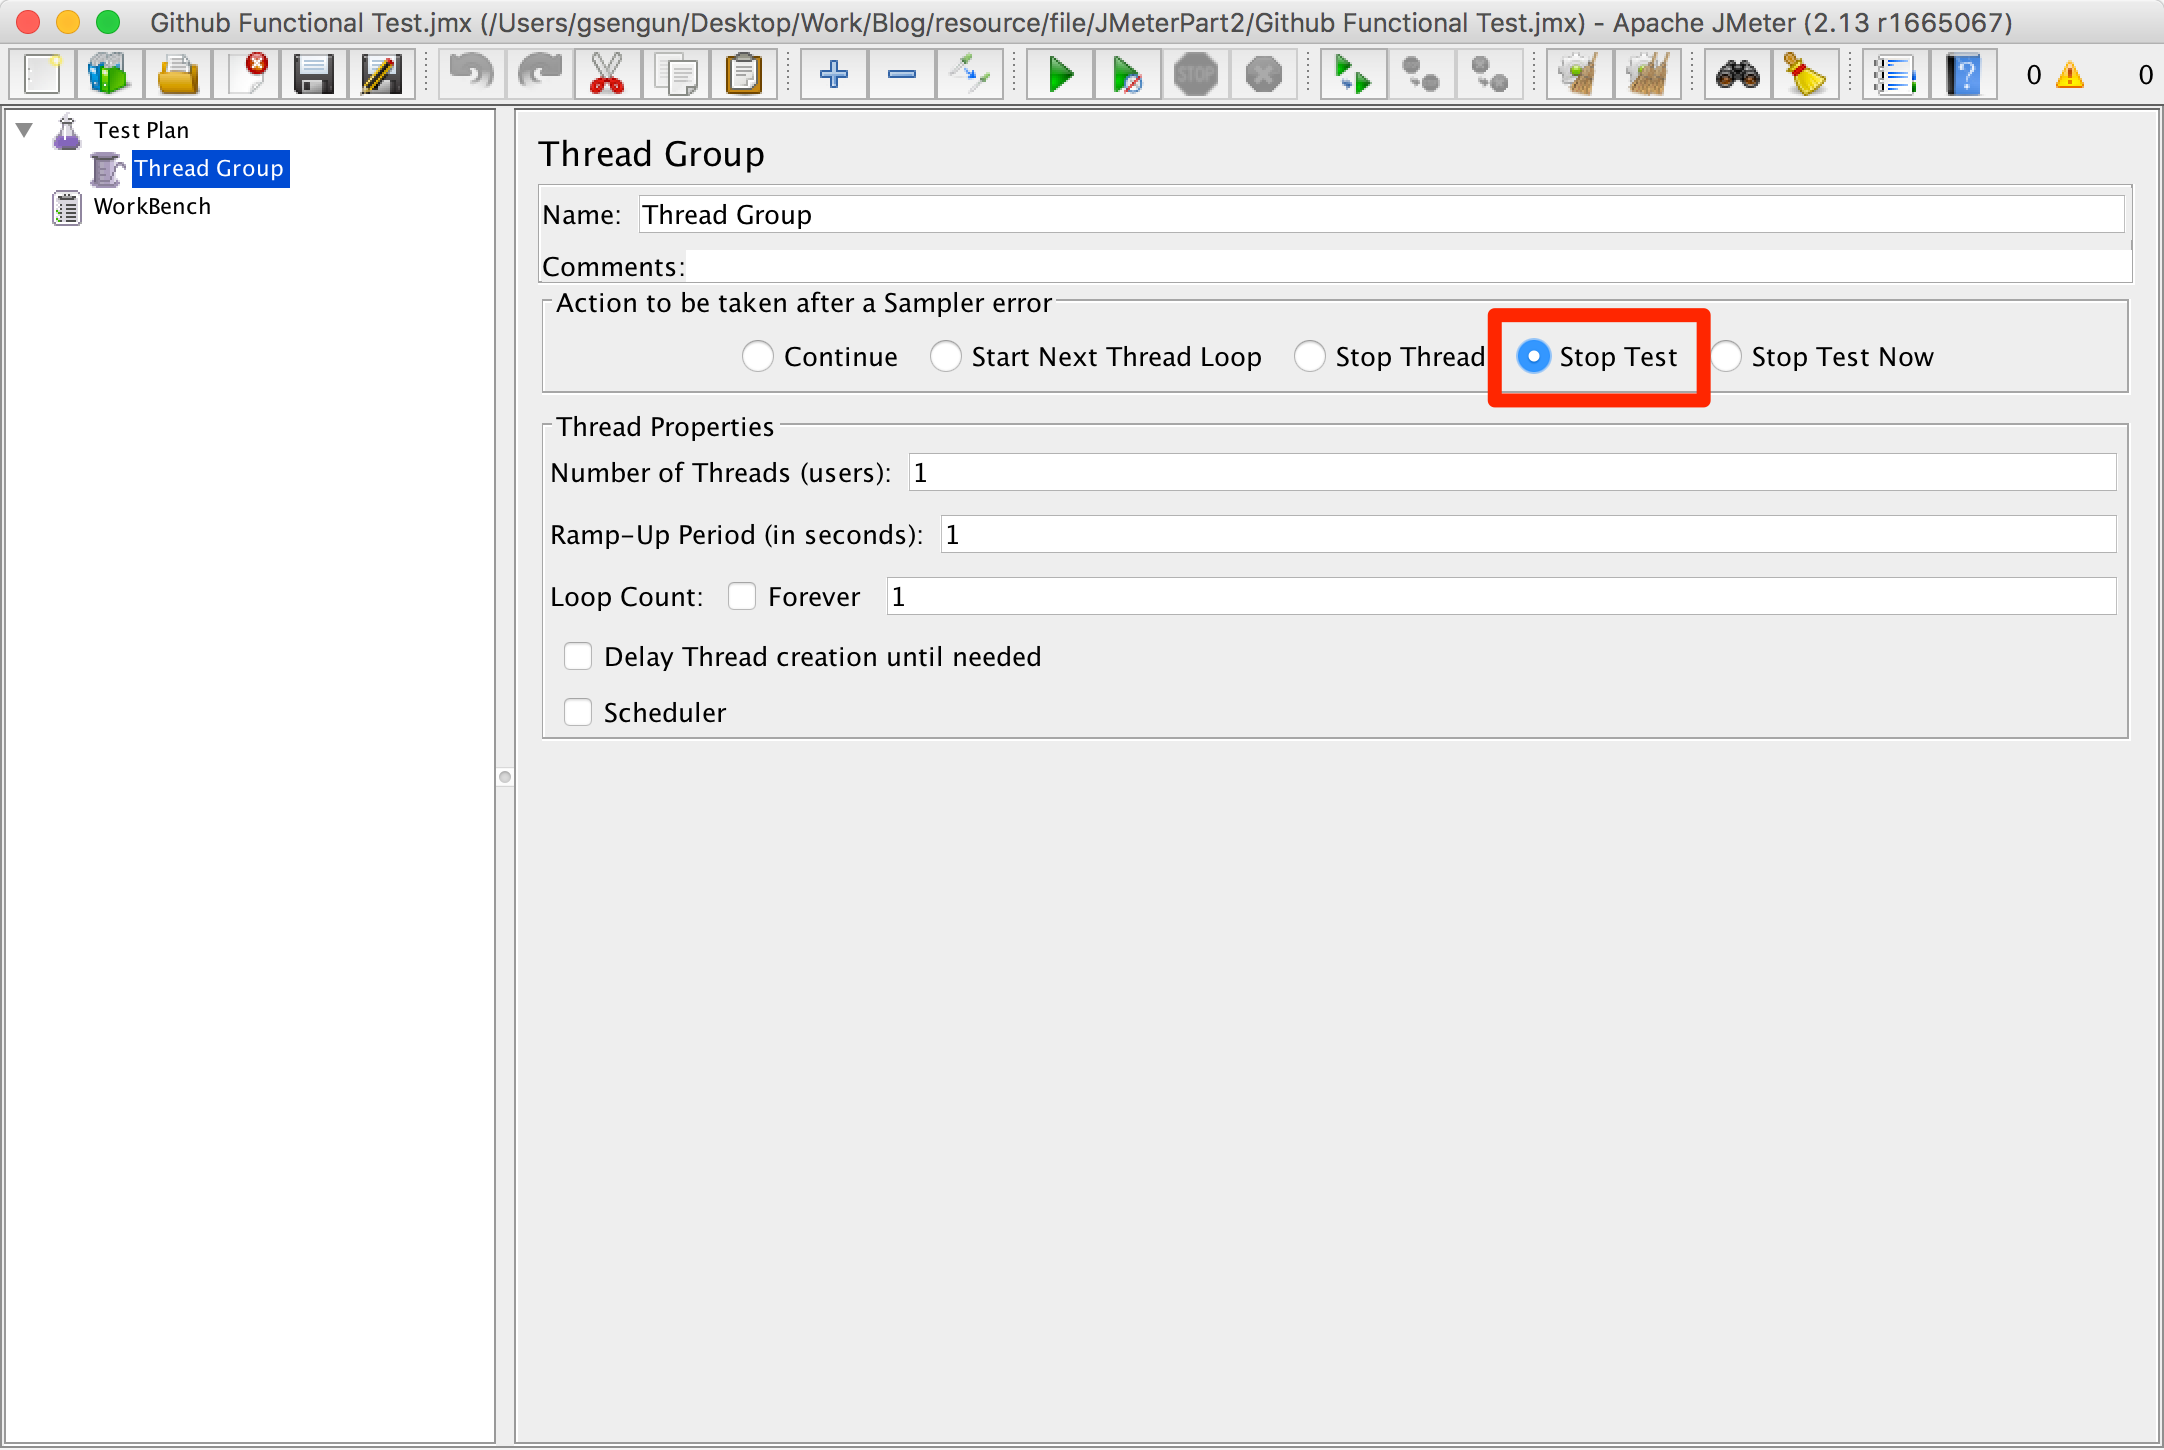 Github Functional Test.jmx (/Users/gsengun/Desktop/Work/Blog/resource/file/JMeterPart2/Github Functional Test.jmx) - Apache JMeter (2.13 r1665067)
STOP ? 0 0
Test Plan
Thread Group
WorkBench
Thread Group
Name: Thread Group
Comments:
Action to be taken after a Sampler error
Continue Start Next Thread Loop Stop Thread Stop Test Stop Test Now
Thread Properties
Number of Threads (users): 1
Ramp-Up Period (in seconds): 1
Loop Count: Forever 1
Delay Thread creation until needed
Scheduler